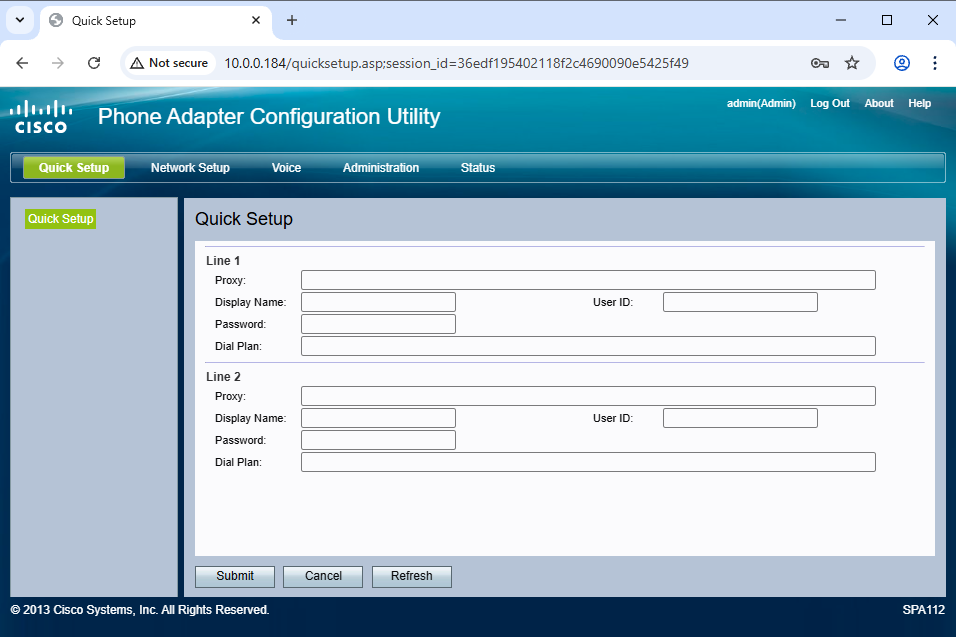 Quick Setup
Not secure 10.0.0.184/quicksetup.asp;session_id=36edf195402118f2c4690090e5425f49
admin(Admin) Log Out About Help
CISCO
Phone Adapter Configuration Utility
Quick Setup Network Setup Voice Administration Status
Quick Setup
Quick Setup
Line 1
Proxy:
Display Name: User ID:
Password:
Dial Plan:
Line 2
Proxy:
Display Name: User ID:
Password:
Dial Plan:
Submit Cancel Refresh
© 2013 Cisco Systems, Inc. All Rights Reserved. SPA112